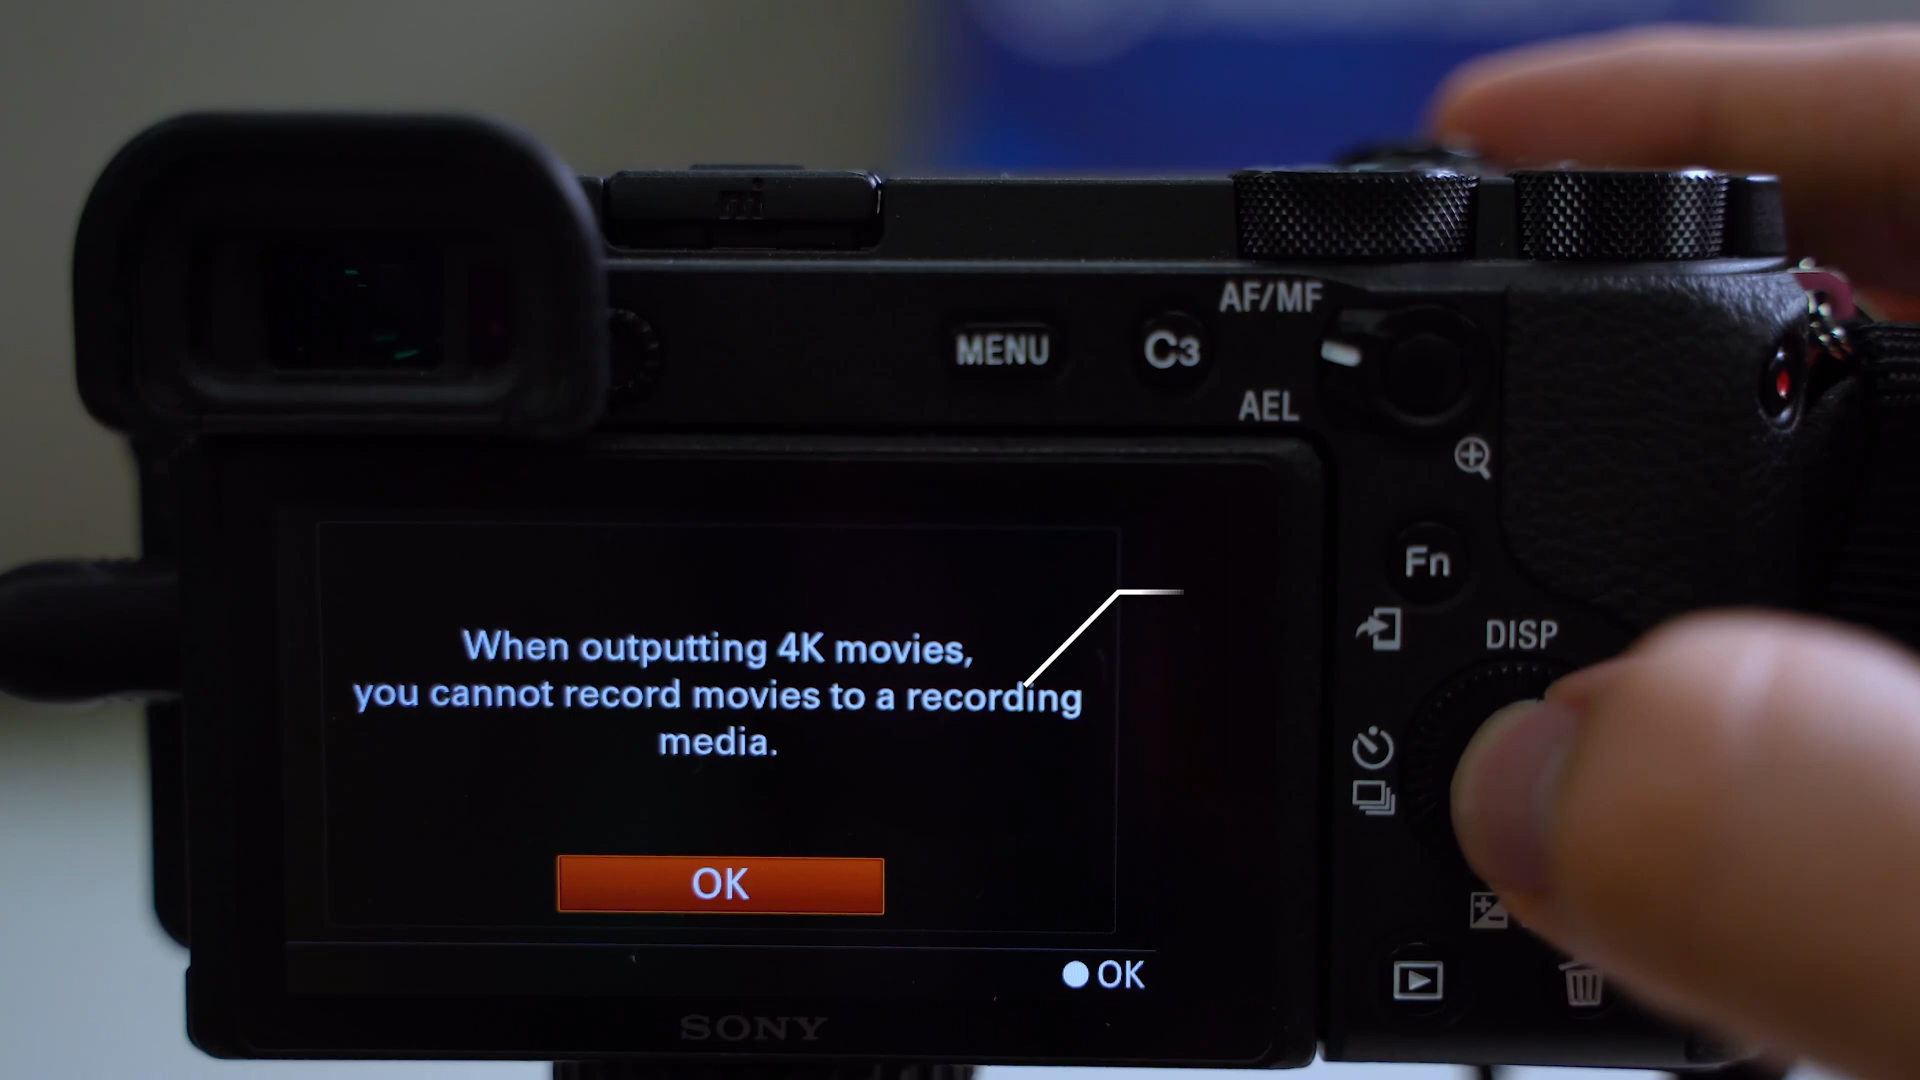 mi
MENU
C3
AF/MF
AEL
Fn
DISP
When outputting 4K movies,
you cannot record movies to a recording
media.
OK
OK
SONY